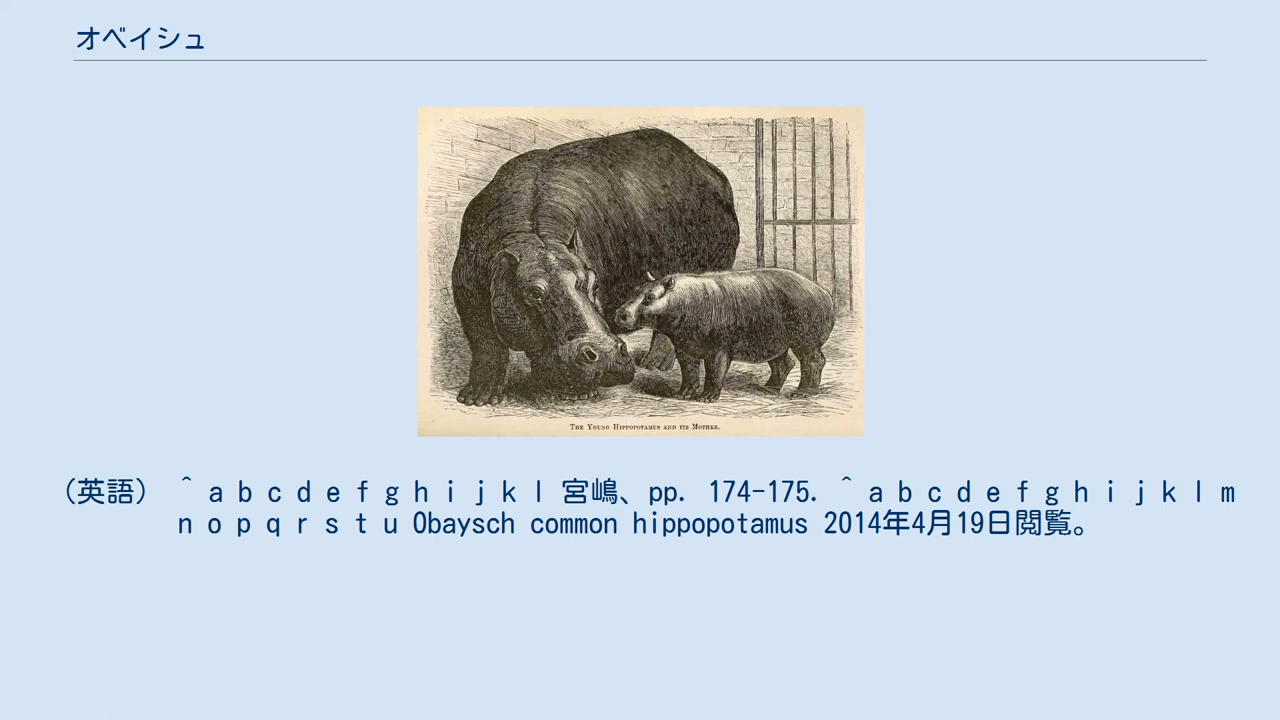 オベイシュ
THE YOUNG HIPPOPOTAMUS AND ITS MOTHER.
（英語） ^ a b c d e f g h i j k l 宮嶋、pp. 174-175. ^ a b c d e f g h i j k l m
n o p q r s t u Obaysch common hippopotamus 2014年4月19日閲覧。